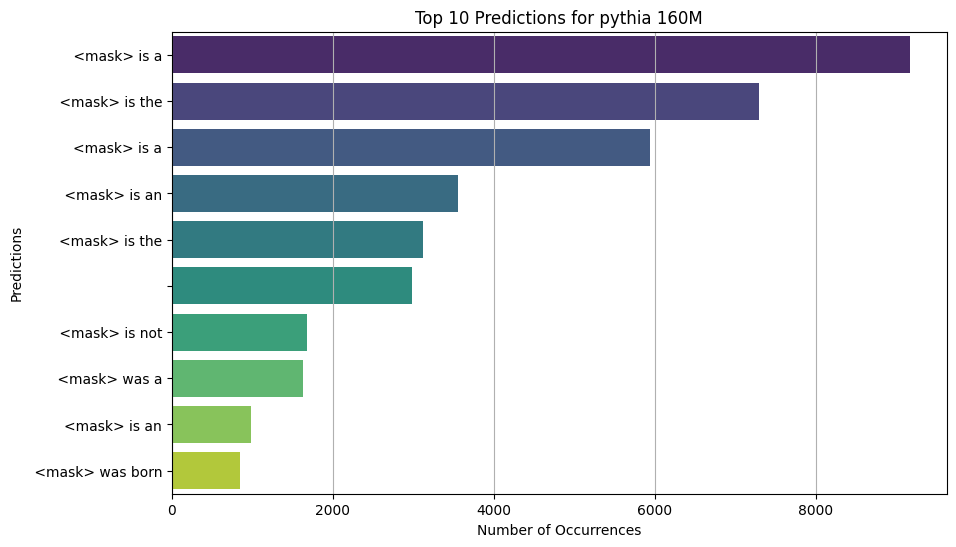 Top 10 Predictions for pythia 160M
<mask> is a
<mask> is the
<mask> is a
<mask> is an
<mask> is the
<mask> is not
<mask> was a
<mask> is an
<mask> was born
Predictions
0 2000 4000 6000 8000
Number of Occurrences